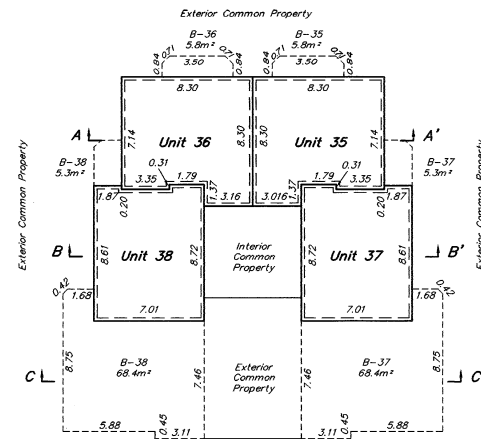 Exterior Common Property
B-36
5.8m²
B-35
5.8m²
0.84
0.71
3.50
0.71
0.84
0.84
0.71
3.50
0.71
0.84
8.30
8.30
A
A'
7.14
Unit 36
8.30
8.30
Unit 35
7.14
Exterior Common Property
Exterior Common Property
B-38
5.3m²
B-37
5.3m²
0.31
0.31
3.35
1.79
1.79
3.35
1.87
0.20
1.37
3.16
3.016
1.37
0.20
1.87
B
B'
8.61
Unit 38
8.72
Interior
Common
Property
8.72
Unit 37
8.61
0.42
1.68
7.01
7.01
1.68
0.42
8.75
B-38
68.4m²
7.46
Exterior
Common
Property
7.46
B-37
68.4m²
8.75
C
C
5.88
0.45
3.11
3.11
0.45
5.88